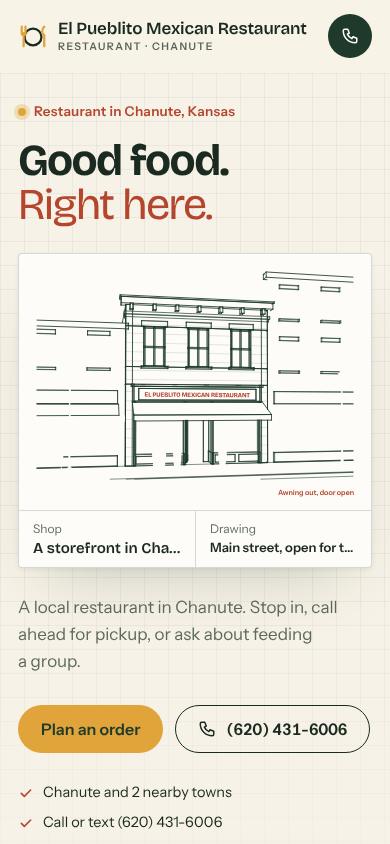 El Pueblito Mexican Restaurant
RESTAURANT · CHANUTE
Restaurant in Chanute, Kansas
Good food.
Right here.
EL PUEBLITO MEXICAN RESTAURANT
Awning out, door open
Shop
A storefront in Cha...
Drawing
Main street, open for t...
A local restaurant in Chanute. Stop in, call
ahead for pickup, or ask about feeding
a group.
Plan an order
(620) 431-6006
Chanute and 2 nearby towns
Call or text (620) 431-6006